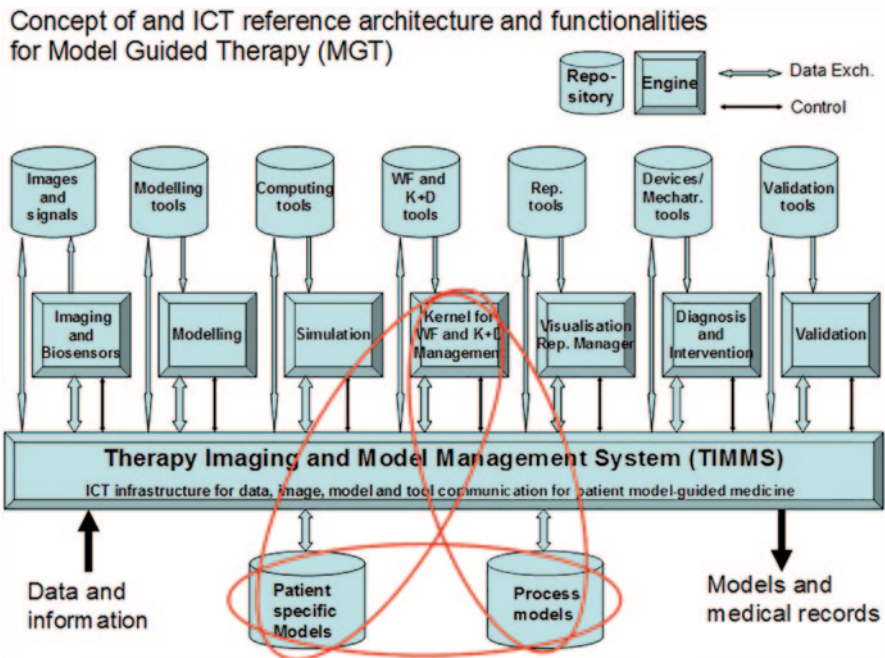 Concept of and ICT reference architecture and functionalities
for Model Guided Therapy (MGT)
Repo-
sitory
Engine
Data Exch.
Control
Images
and
signals
Modelling
tools
Computing
tools
WF and
K+D
tools
Rep.
tools
Devices/
Mechatr.
tools
Validation
tools
Imaging
and
Biosensors
Modelling
Simulation
Kernel for
WF and K+D
Management
Visualisation
Rep. Manager
Diagnosis
and
Intervention
Validation
Therapy Imaging and Model Management System (TIMMS)
ICT infrastructure for data, image, model and tool communication for patient model-guided medicine
Data and
information
Patient
specific
Models
Process
models
Models and
medical records